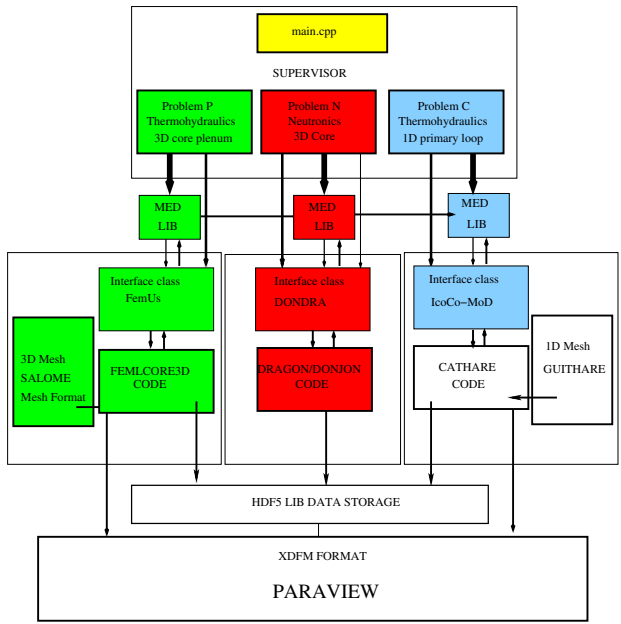 main.cpp
SUPERVISOR
Problem P
Thermohydraulics
3D core plenum
Problem N
Neutronics
3D Core
Problem C
Thermohydraulics
1D primary loop
MED
LIB
MED
LIB
MED
LIB
Interface class
FemUs
Interface class
DONDRA
Interface class
IcoCo−MoD
3D Mesh
SALOME
Mesh Format
FEMLCORE3D
CODE
DRAGON/DONJON
CODE
CATHARE
CODE
1D Mesh
GUITHARE
HDF5 LIB DATA STORAGE
XDFM FORMAT
PARAVIEW